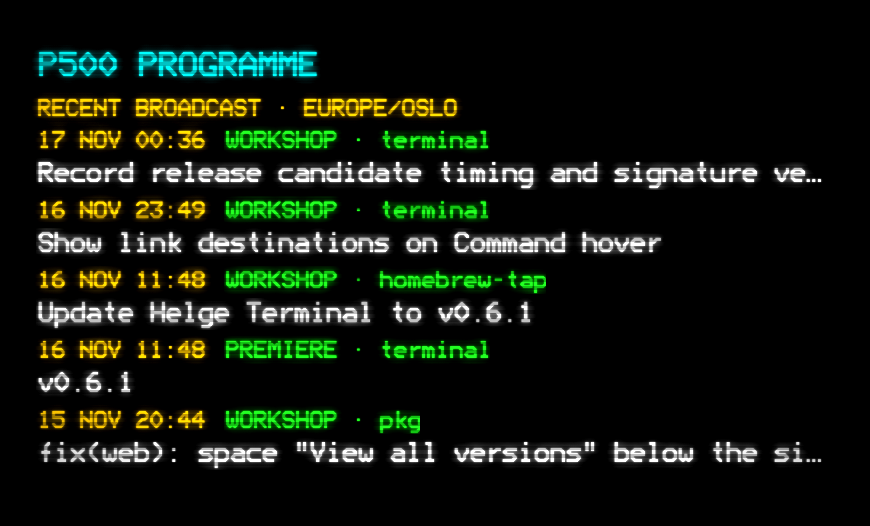 P500 PROGRAMME
RECENT BROADCAST · EUROPE/OSLO
17 NOV 00:36 WORKSHOP · terminal
Record release candidate timing and signature ve…
16 NOV 23:49 WORKSHOP · terminal
Show link destinations on Command hover
16 NOV 11:48 WORKSHOP · homebrew-tap
Update Helge Terminal to v0.6.1
16 NOV 11:48 PREMIERE · terminal
v0.6.1
15 NOV 20:44 WORKSHOP · pkg
fix(web): space "View all versions" below the si…